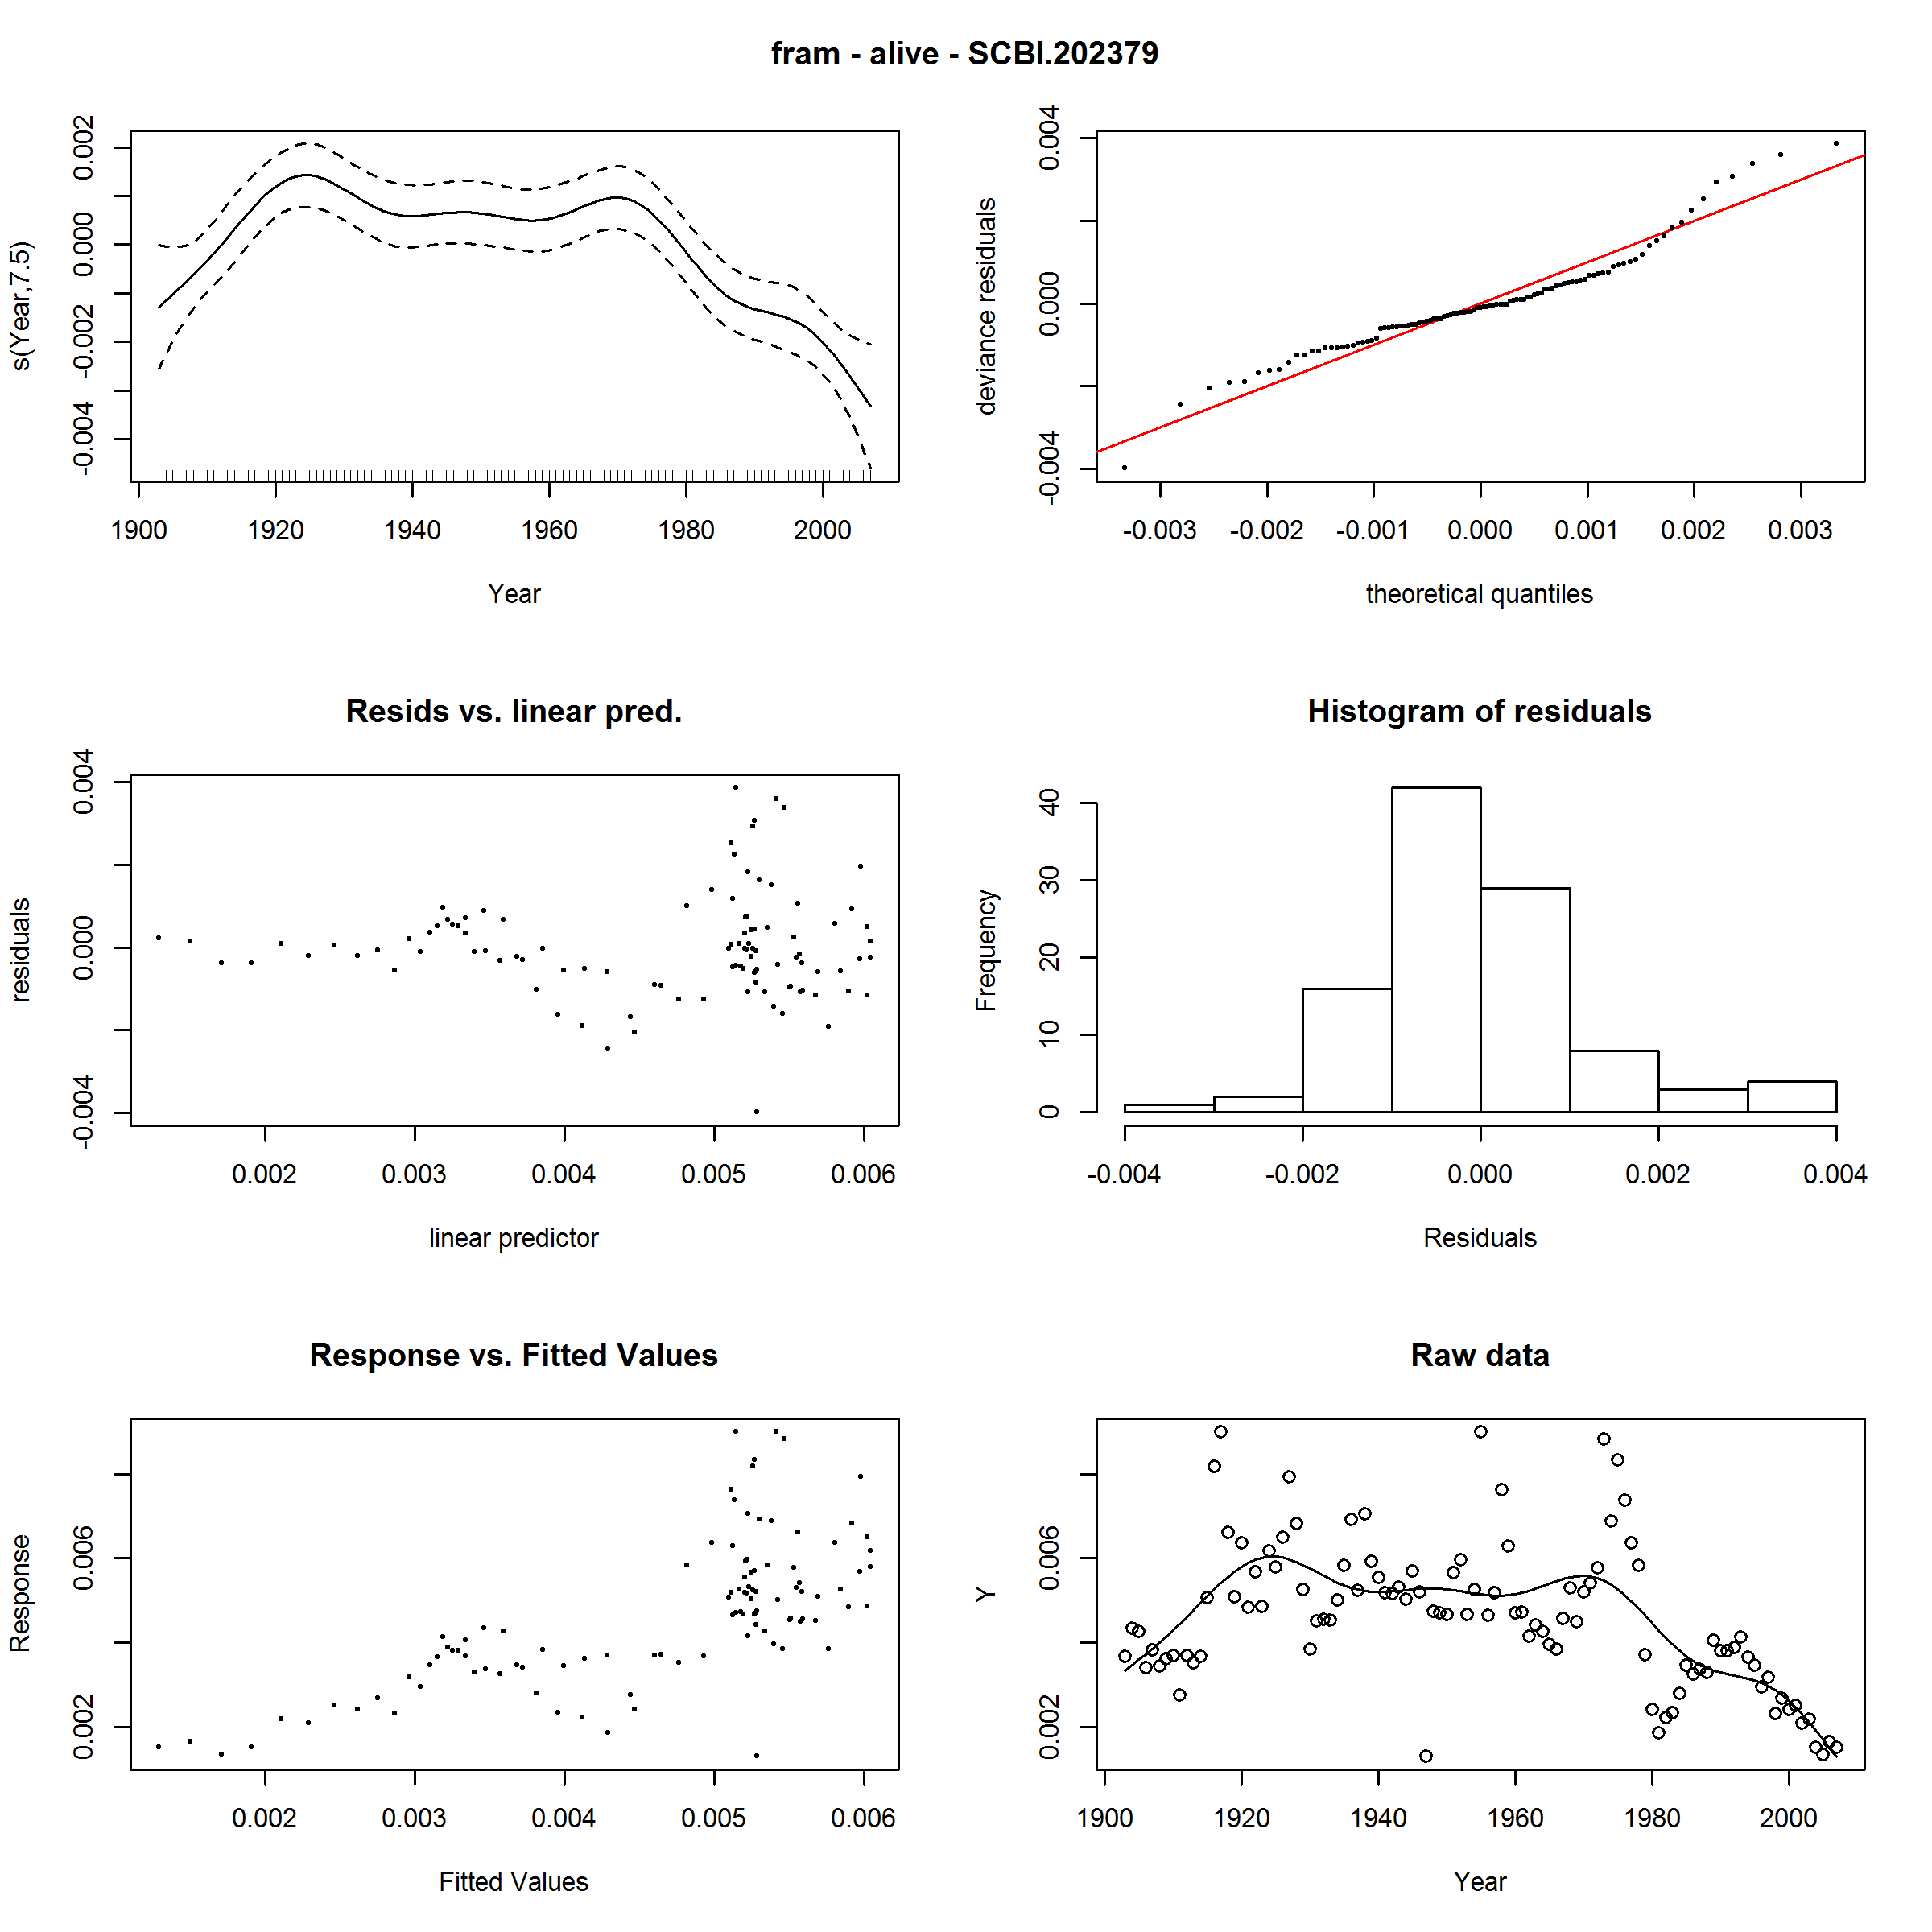 fram - alive - SCBI.202379
s(Year,7.5)
0.002
0.000
-0.002
-0.004
1900 1920 1940 1960 1980 2000
Year
deviance residuals
0.004
0.000
-0.004
-0.003 -0.002 -0.001 0.000 0.001 0.002 0.003
theoretical quantiles
Resids vs. linear pred.
residuals
0.004
0.000
-0.004
0.002 0.003 0.004 0.005 0.006
linear predictor
Histogram of residuals
Frequency
40
30
20
10
0
-0.004 -0.002 0.000 0.002 0.004
Residuals
Response vs. Fitted Values
Response
0.006
0.002
0.002 0.003 0.004 0.005 0.006
Fitted Values
Raw data
Y
0.006
0.002
1900 1920 1940 1960 1980 2000
Year